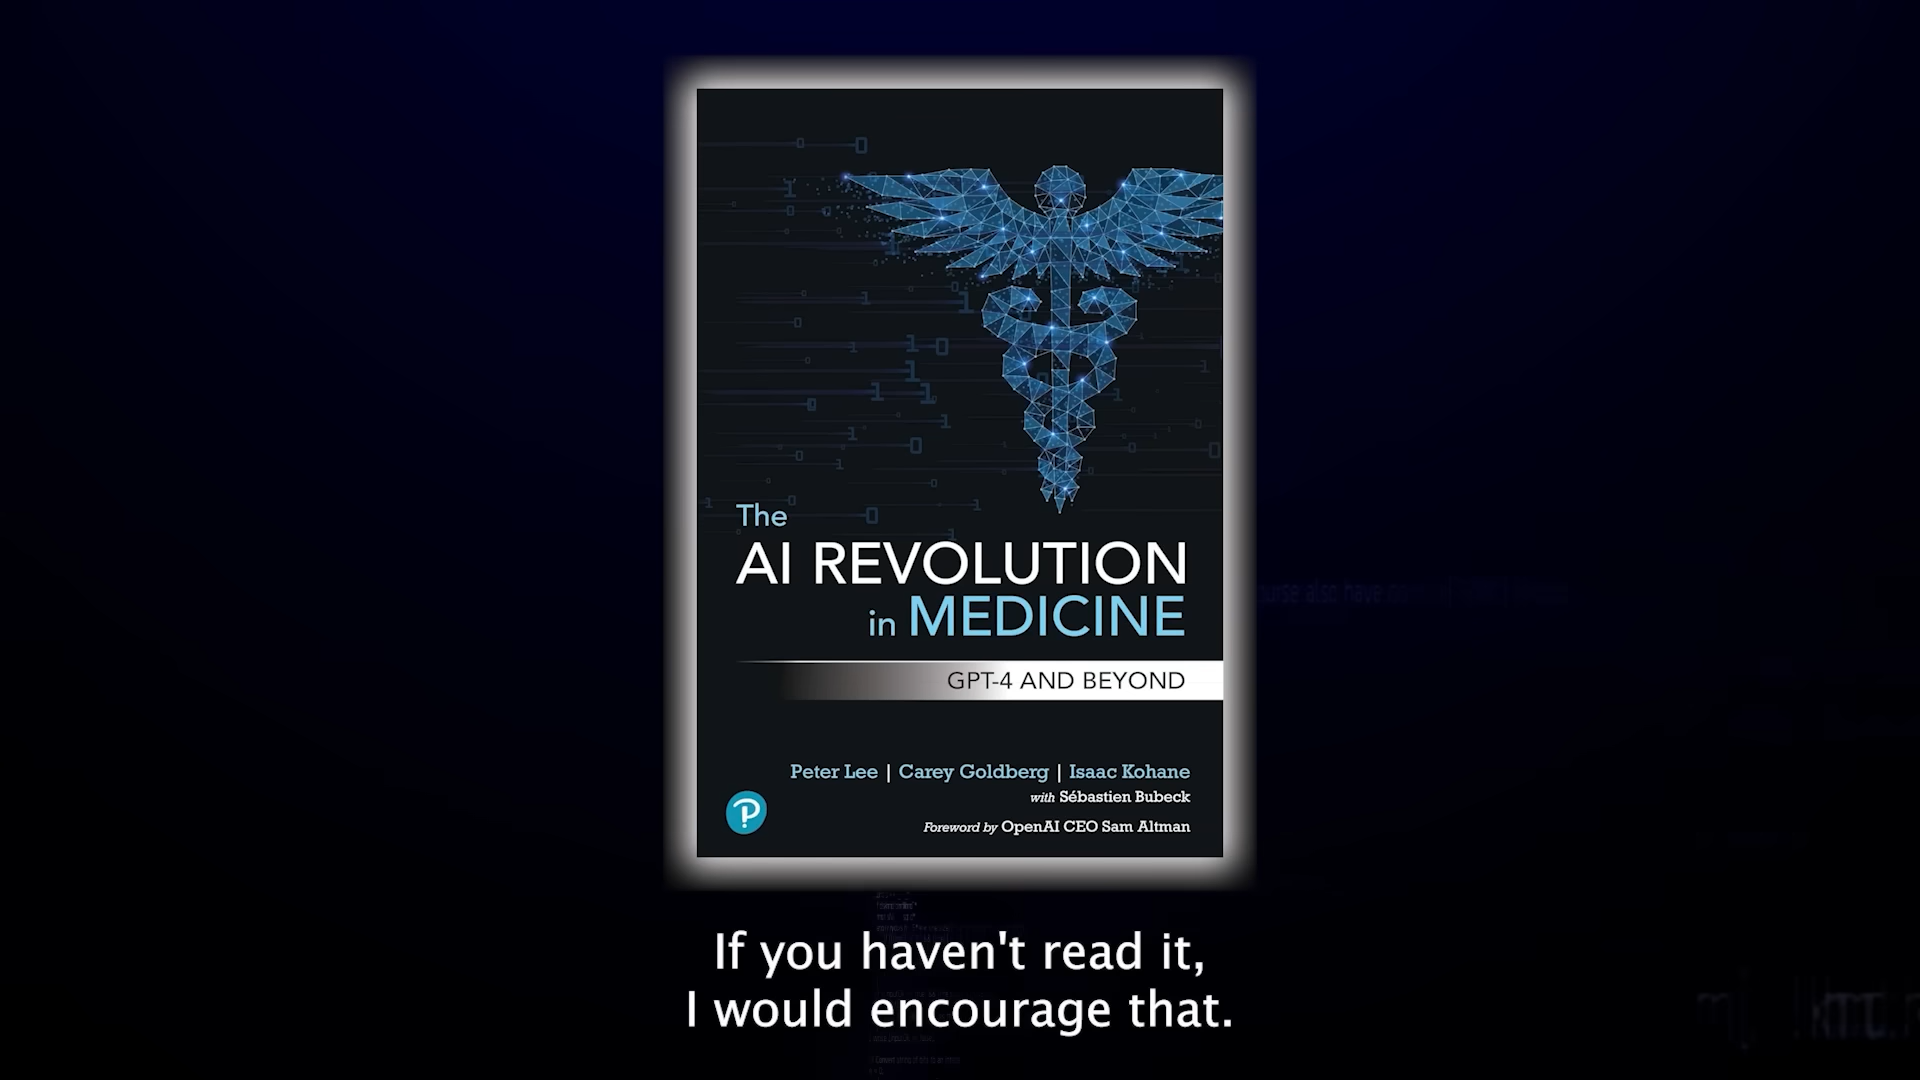 The
AI REVOLUTION
in MEDICINE
GPT-4 AND BEYOND
Peter Lee | Carey Goldberg | Isaac Kohane
with Sébastien Bubeck
Foreword by OpenAI CEO Sam Altman
P
If you haven't read it,
I would encourage that.